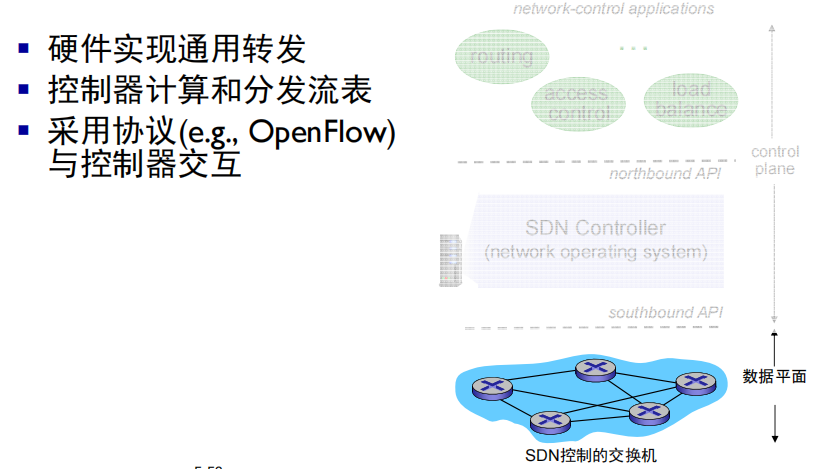 硬件实现通用转发
控制器计算和分发流表
采用协议(e.g., OpenFlow)
与控制器交互
network-control applications
routing
...
access
control
load
balance
control
plane
northbound API
SDN Controller
(network operating system)
southbound API
数据平面
SDN控制的交换机